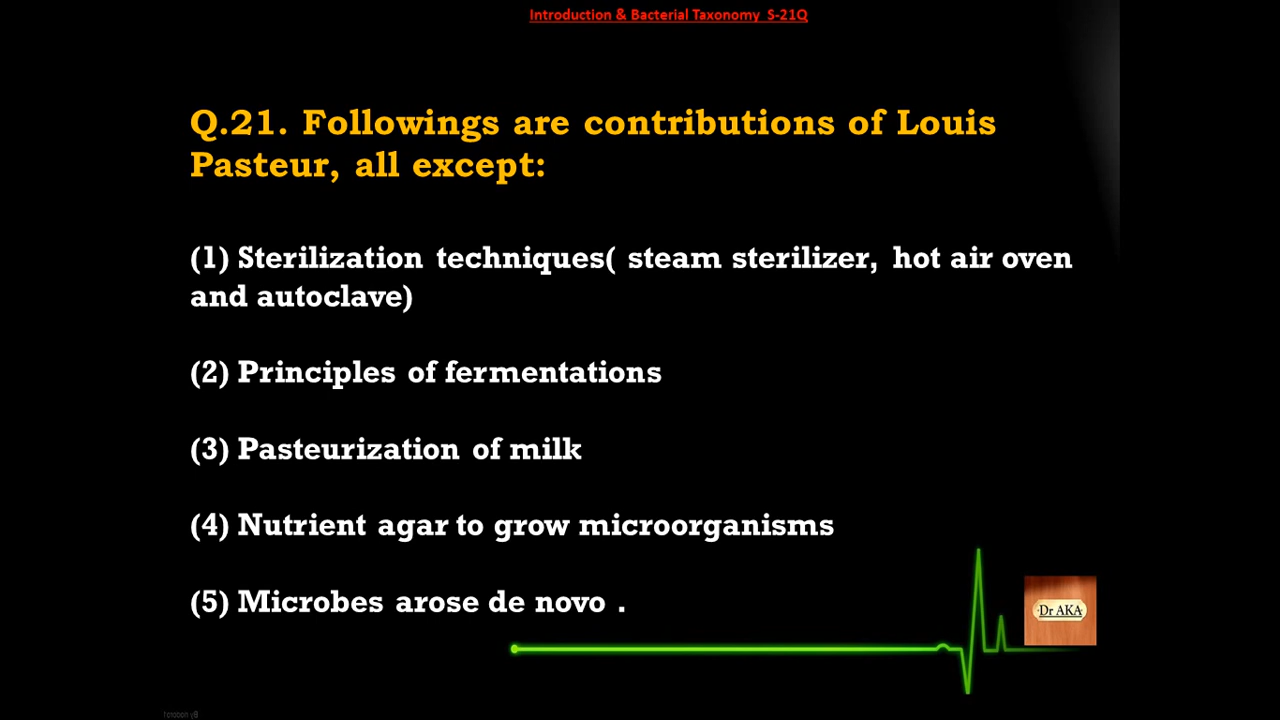 Introduction & Bacterial Taxonomy S-21Q
Q.21. Followings are contributions of Louis
Pasteur, all except:
(1) Sterilization techniques( steam sterilizer, hot air oven
and autoclave)
(2) Principles of fermentations
(3) Pasteurization of milk
(4) Nutrient agar to grow microorganisms
(5) Microbes arose de novo .
Dr AKA